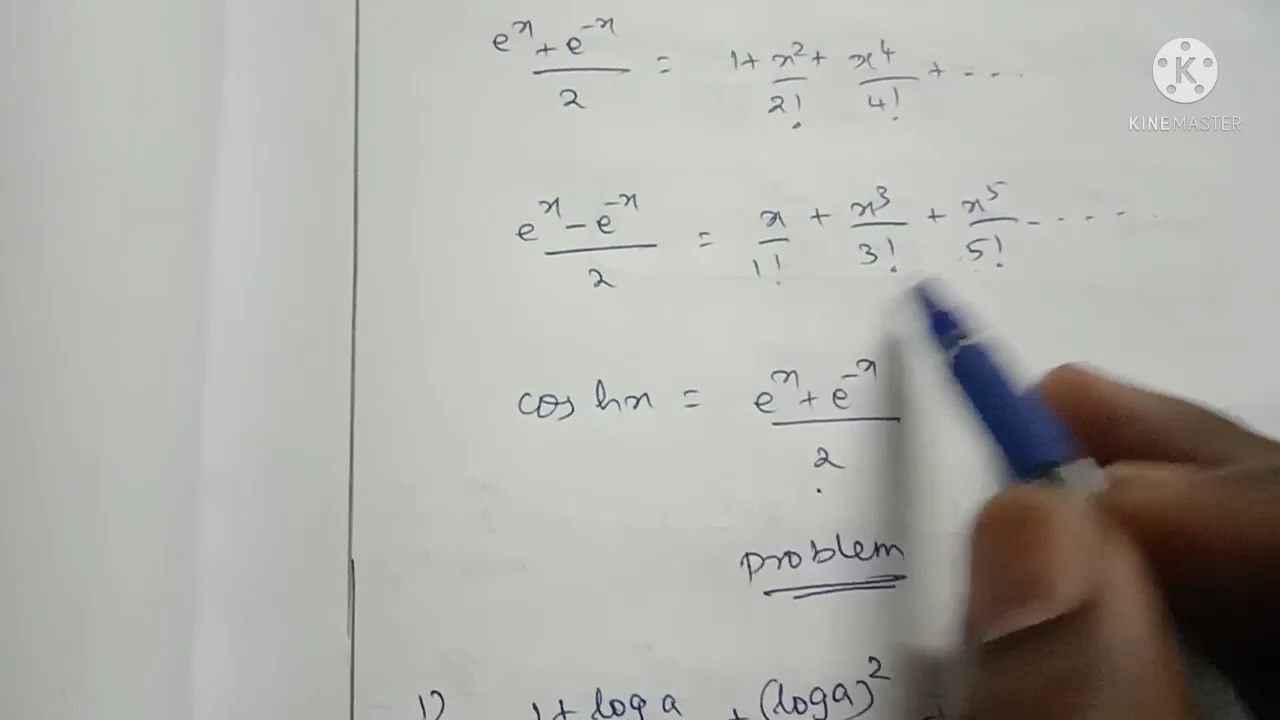 e^x + e^-x / 2 = 1 + x^2/2! + x^4/4! + ....
KINEMASTER
e^x - e^-x / 2 = x/1! + x^3/3! + x^5/5! .....
cos hx = e^x + e^-x / 2
problem
1) 1 + log a + (log a)^2